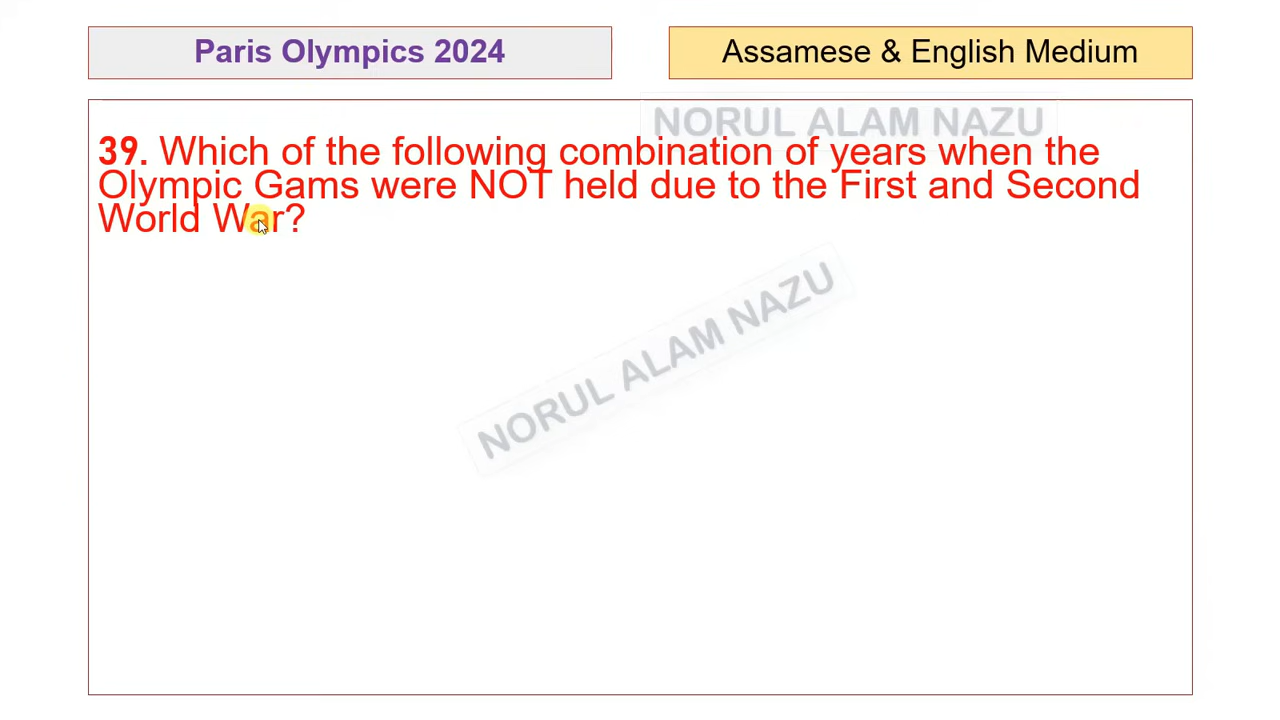 Paris Olympics 2024
Assamese & English Medium
NORUL ALAM NAZU
39. Which of the following combination of years when the
Olympic Gams were NOT held due to the First and Second
World War?
NORUL ALAM NAZU